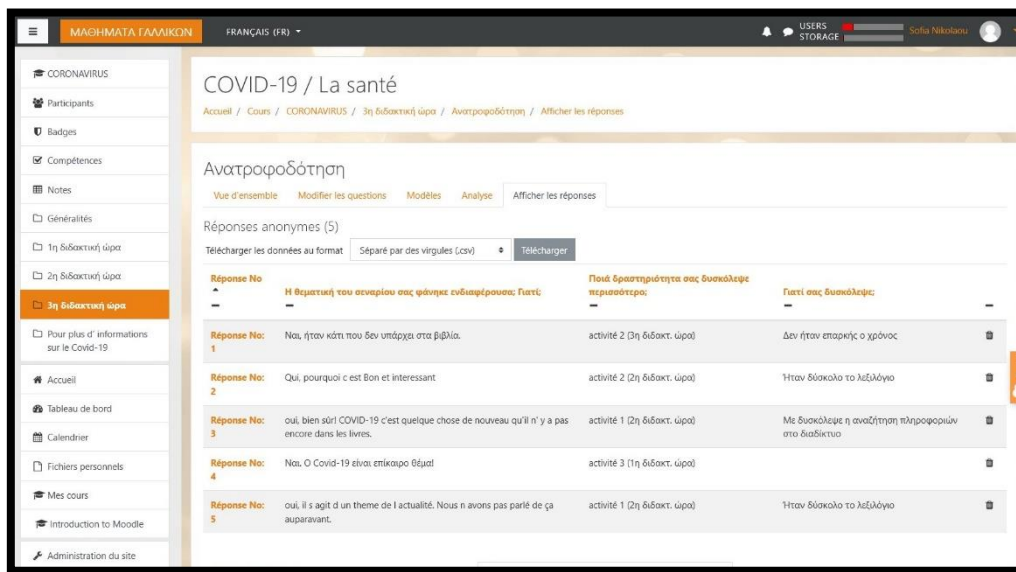 ΜΑΘΗΜΑΤΑ ΓΑΛΛΙΚΩΝ
FRANÇAIS (FR)
USERS
STORAGE
Sofia Nikolaou
CORONAVIRUS
Participants
Badges
Compétences
Notes
Généralités
1η διδακτική ώρα
2η διδακτική ώρα
3η διδακτική ώρα
Pour plus d' informations
sur le Covid-19
Accueil
Tableau de bord
Calendrier
Fichiers personnels
Mes cours
Introduction to Moodle
Administration du site
COVID-19 / La santé
Accueil / Cours / CORONAVIRUS / 3η διδακτική ώρα / Ανατροφοδότηση / Afficher les réponses
Ανατροφοδότηση
Vue d'ensemble Modifier les questions Modèles Analyse Afficher les réponses
Réponses anonymes (5)
Télécharger les données au format Séparé par des virgules (.csv) Télécharger
Réponse No
Η θεματική του σεναρίου σας φάνηκε ενδιαφέρουσα; Γιατί;
Ποιά δραστηριότητα σας δυσκόλεψε
περισσότερο;
Γιατί σας δυσκόλεψε;
Réponse No: Ναι, ήταν κάτι που δεν υπάρχει στα βιβλία. activité 2 (3η διδακτ. ώρα) Δεν ήταν επαρκής ο χρόνος
1
Réponse No: Qui, pourquoi c est Bon et interessant activité 2 (2η διδακτ. ώρα) Ήταν δύσκολο το λεξιλόγιο
2
Réponse No: oui, bien sûr! COVID-19 c'est quelque chose de nouveau qu'il n' y a pas activité 1 (2η διδακτ. ώρα) Με δυσκόλεψε η αναζήτηση πληροφοριών
3 encore dans les livres. στο διαδίκτυο
Réponse No: Ναι. Ο Covid-19 είναι επίκαιρο θέμα! activité 3 (1η διδακτ. ώρα)
4
Réponse No: oui, il s agit d un theme de l actualité. Nous n avons pas parlé de ça activité 1 (2η διδακτ. ώρα) Ήταν δύσκολο το λεξιλόγιο
5 auparavant.